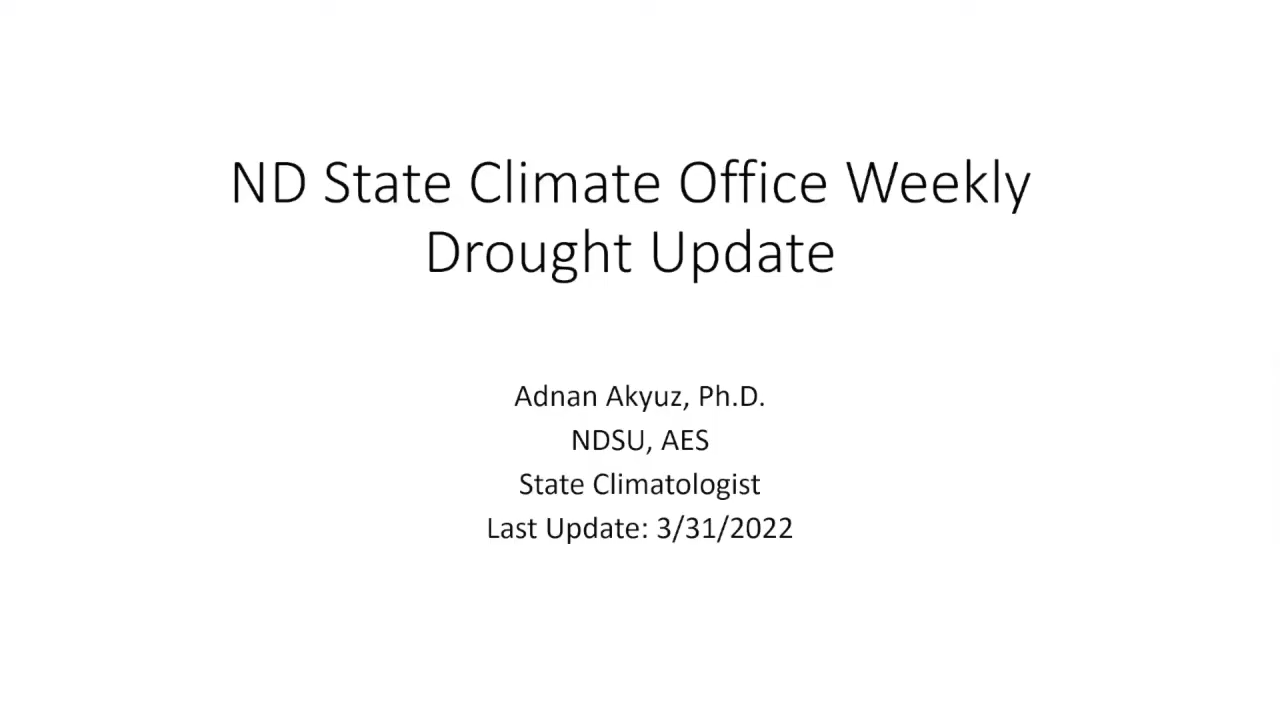 ND State Climate Office Weekly
Drought Update
Adnan Akyuz, Ph.D.
NDSU, AES
State Climatologist
Last Update: 3/31/2022